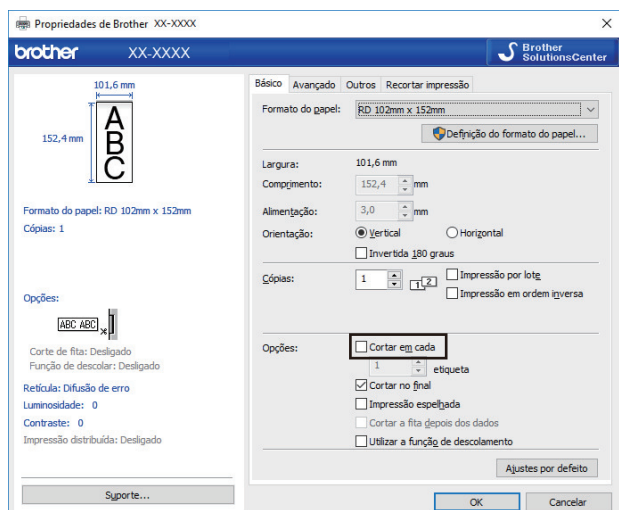 Propriedades de Brother XX-XXXX
brother XX-XXXX Brother SolutionsCenter
101,6 mm
152,4 mm
ABC
Formato do papel: RD 102mm x 152mm
Cópias: 1
Opções:
ABC ABC
Corte de fita: Desligado
Função de descolar: Desligado
Retícula: Difusão de erro
Luminosidade: 0
Contraste: 0
Impressão distribuída: Desligado
Suporte...
Básico Avançado Outros Recortar impressão
Formato do papel: RD 102mm x 152mm
Definição do formato do papel...
Largura: 101,6 mm
Comprimento: 152,4 mm
Alimentação: 3,0 mm
Orientação: Vertical Horizontal
Invertida 180 graus
Cópias: 1 1 2 Impressão por lote
Impressão em ordem inversa
Opções: Cortar em cada
1 etiqueta
Cortar no final
Impressão espelhada
Cortar a fita depois dos dados
Utilizar a função de descolamento
Ajustes por defeito
OK Cancelar